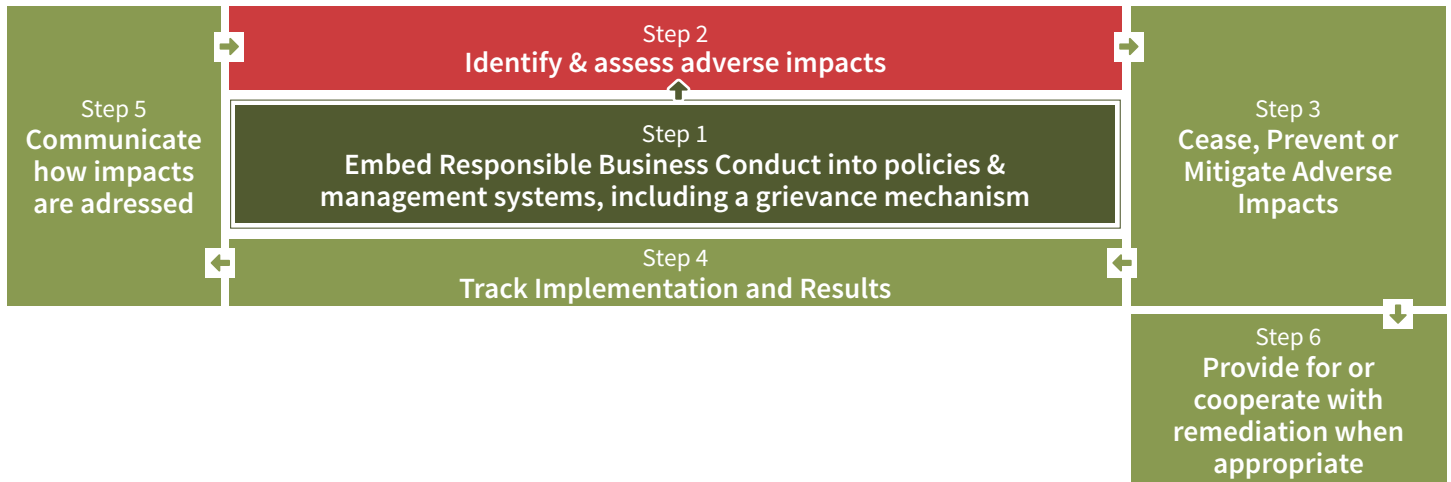 Step 2
Identify & assess adverse impacts
Step 5
Communicate
how impacts
are adressed
Step 1
Embed Responsible Business Conduct into policies &
management systems, including a grievance mechanism
Step 3
Cease, Prevent or
Mitigate Adverse
Impacts
Step 4
Track Implementation and Results
Step 6
Provide for or
cooperate with
remediation when
appropriate